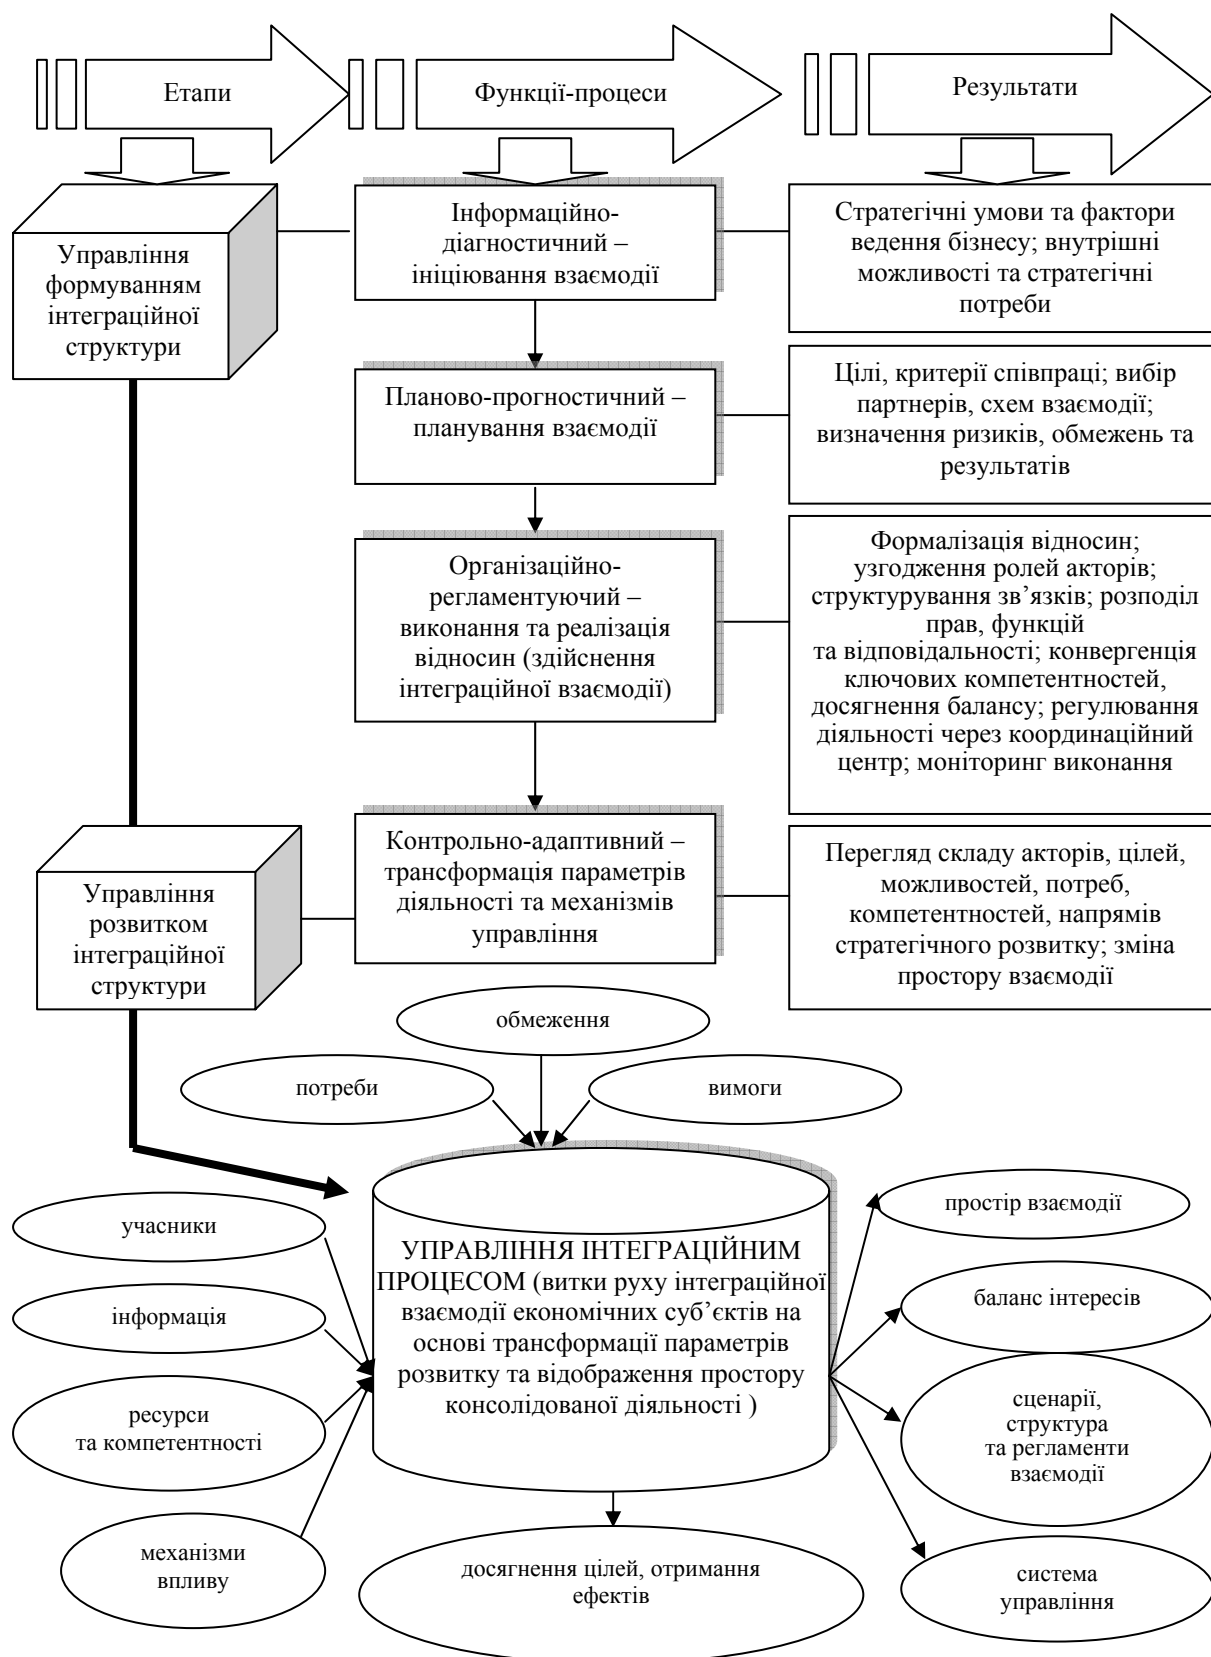 Етапи
Функції-процеси
Результати
Управління
формуванням
інтеграційної
структури
Інформаційно-
діагностичний –
ініціювання взаємодії
Стратегічні умови та фактори
ведення бізнесу; внутрішні
можливості та стратегічні
потреби
Планово-прогностичний –
планування взаємодії
Цілі, критерії співпраці; вибір
партнерів, схем взаємодії;
визначення ризиків, обмежень та
результатів
Організаційно-
регламентуючий –
виконання та реалізація
відносин (здійснення
інтеграційної взаємодії)
Формалізація відносин;
узгодження ролей акторів;
структурування зв’язків; розподіл
прав, функцій
та відповідальності; конвергенція
ключових компетентностей,
досягнення балансу; регулювання
діяльності через координаційний
центр; моніторинг виконання
Управління
розвитком
інтеграційної
структури
Контрольно-адаптивний –
трансформація параметрів
діяльності та механізмів
управління
Перегляд складу акторів, цілей,
можливостей, потреб,
компетентностей, напрямів
стратегічного розвитку; зміна
простору взаємодії
обмеження
потреби
вимоги
учасники
інформація
ресурси
та компетентності
механізми
впливу
УПРАВЛІННЯ ІНТЕГРАЦІЙНИМ
ПРОЦЕСОМ (витки руху інтеграційної
взаємодії економічних суб’єктів на
основі трансформації параметрів
розвитку та відображення простору
консолідованої діяльності )
простір взаємодії
баланс інтересів
сценарії,
структура
та регламенти
взаємодії
система
управління
досягнення цілей, отримання
ефектів